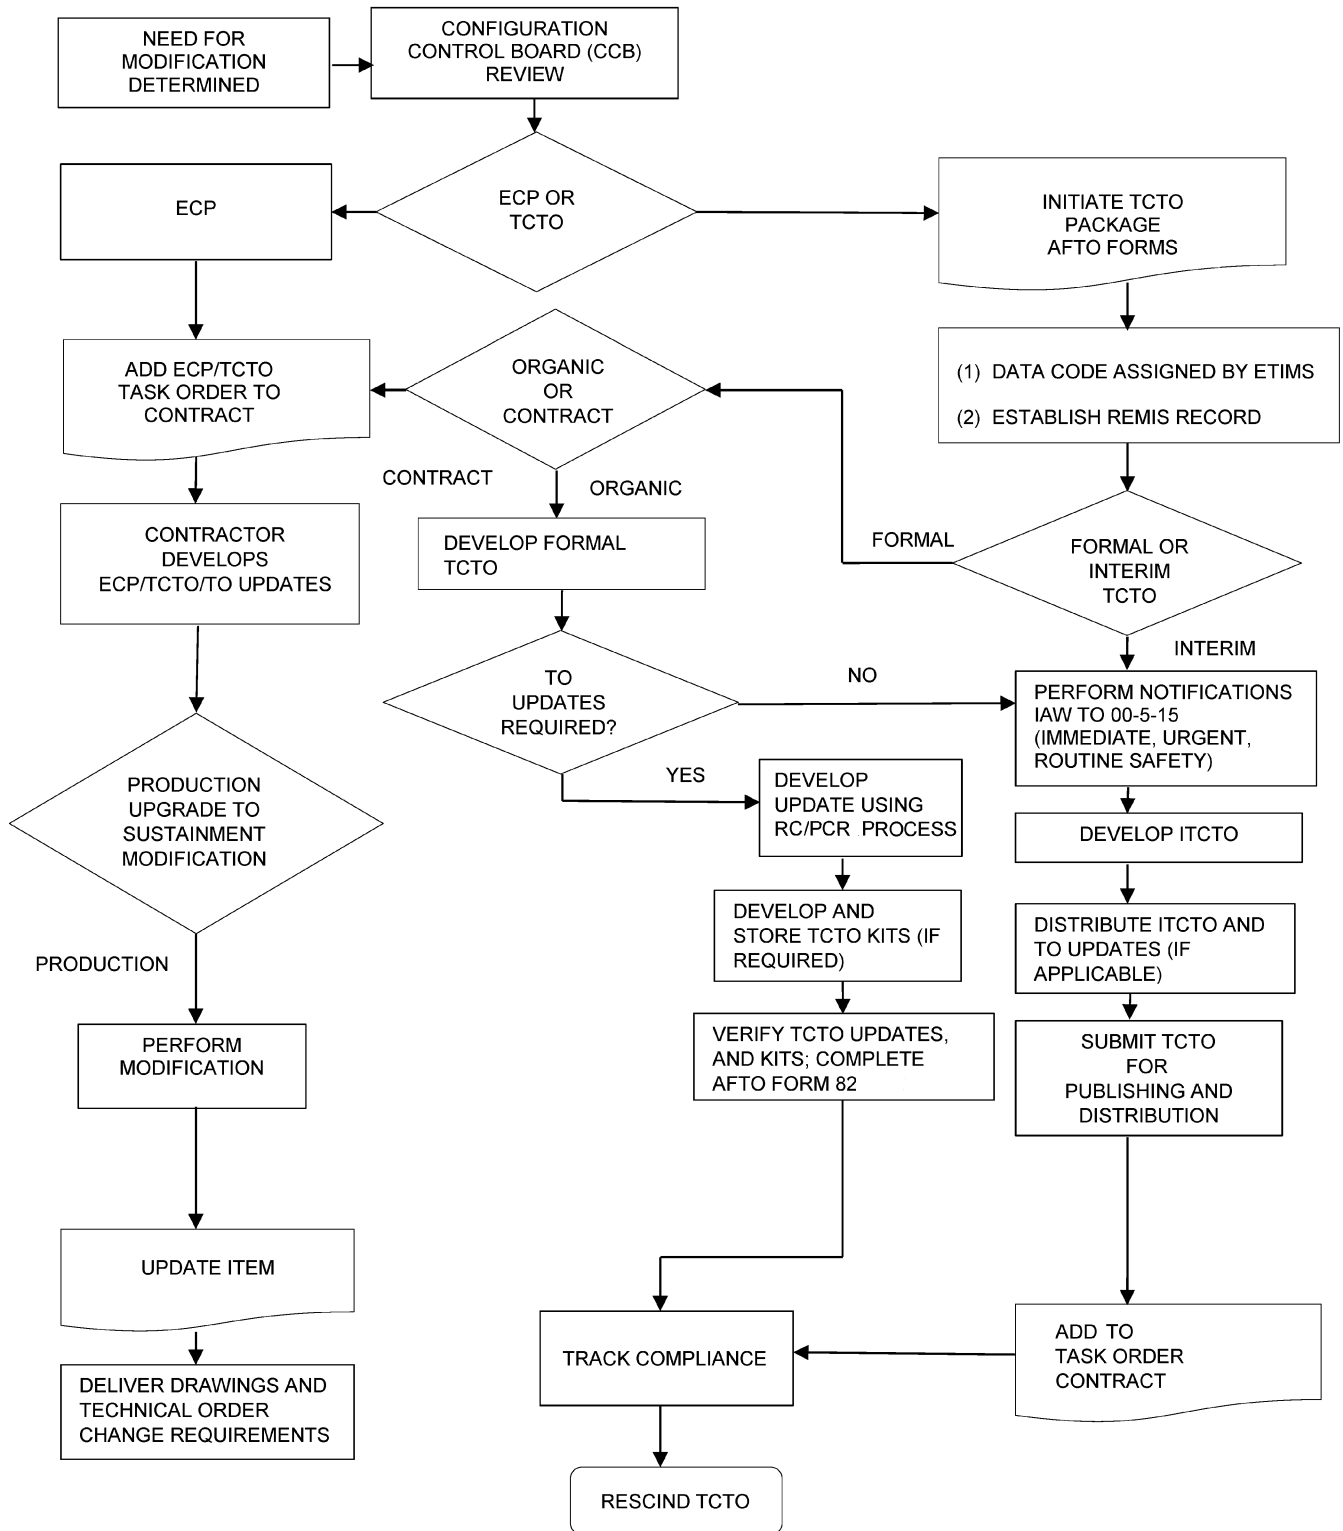 NEED FOR
MODIFICATION
DETERMINED
CONFIGURATION
CONTROL BOARD (CCB)
REVIEW
ECP OR
TCTO
ECP
INITIATE TCTO
PACKAGE
AFTO FORMS
ADD ECP/TCTO
TASK ORDER TO
CONTRACT
ORGANIC
OR
CONTRACT
(1) DATA CODE ASSIGNED BY ETIMS
(2) ESTABLISH REMIS RECORD
CONTRACT
ORGANIC
CONTRACTOR
DEVELOPS
ECP/TCTO/TO UPDATES
DEVELOP FORMAL
TCTO
FORMAL
FORMAL OR
INTERIM
TCTO
INTERIM
TO
UPDATES
REQUIRED?
NO
PERFORM NOTIFICATIONS
IAW TO 00-5-15
(IMMEDIATE, URGENT,
ROUTINE SAFETY)
YES
PRODUCTION
UPGRADE TO
SUSTAINMENT
MODIFICATION
DEVELOP
UPDATE USING
RC/PCR PROCESS
DEVELOP ITCTO
DEVELOP AND
STORE TCTO KITS (IF
REQUIRED)
DISTRIBUTE ITCTO AND
TO UPDATES (IF
APPLICABLE)
PRODUCTION
PERFORM
MODIFICATION
VERIFY TCTO UPDATES,
AND KITS; COMPLETE
AFTO FORM 82
SUBMIT TCTO
FOR
PUBLISHING AND
DISTRIBUTION
UPDATE ITEM
TRACK COMPLIANCE
ADD TO
TASK ORDER
CONTRACT
DELIVER DRAWINGS AND
TECHNICAL ORDER
CHANGE REQUIREMENTS
RESCIND TCTO